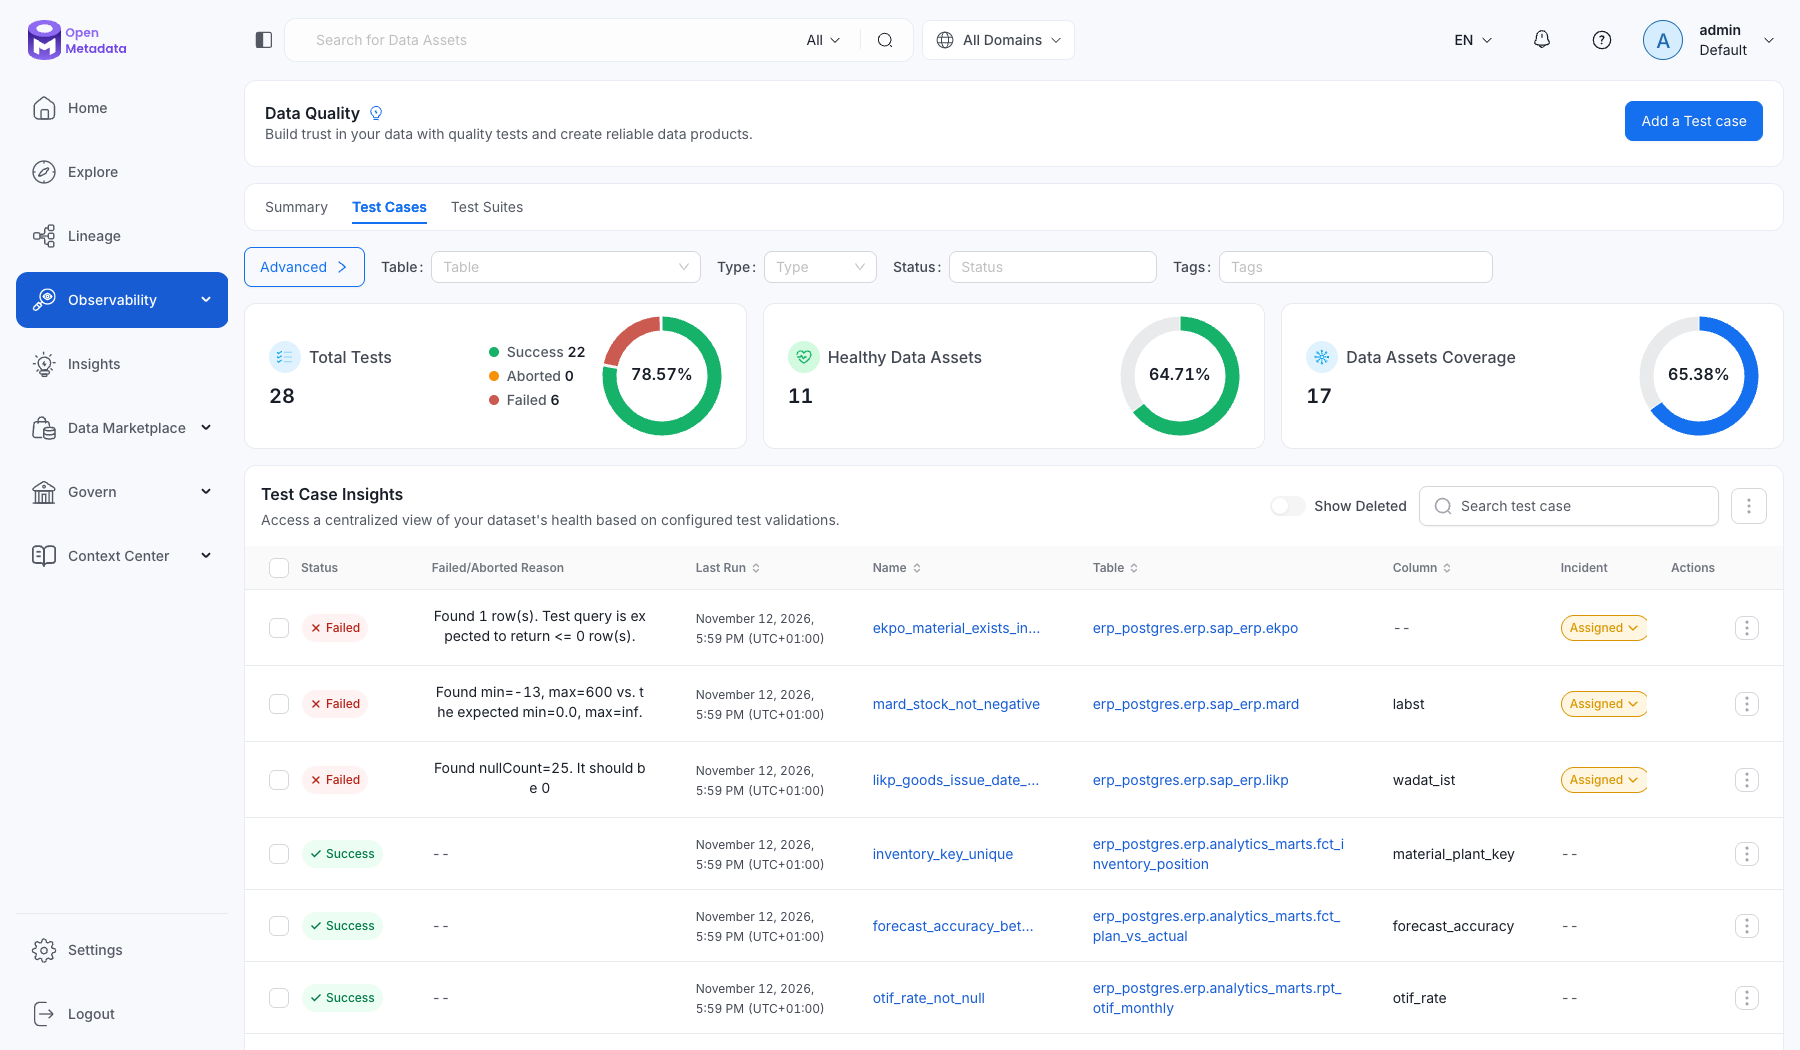 Open
Metadata
Search for Data Assets
All
All Domains
EN
A
admin
Default
Home
Explore
Lineage
Observability
Insights
Data Marketplace
Govern
Context Center
Settings
Logout
Data Quality
Build trust in your data with quality tests and create reliable data products.
Add a Test case
Summary
Test Cases
Test Suites
Advanced
Table:
Table
Type:
Type
Status:
Status
Tags:
Tags
Total Tests
28
Success 22
Aborted 0
Failed 6
78.57%
Healthy Data Assets
11
64.71%
Data Assets Coverage
17
65.38%
Test Case Insights
Access a centralized view of your dataset's health based on configured test validations.
Show Deleted
Search test case
Status
Failed/Aborted Reason
Last Run
Name
Table
Column
Incident
Actions
Failed
Found 1 row(s). Test query is ex
pected to return <= 0 row(s).
November 12, 2026,
5:59 PM (UTC+01:00)
ekpo_material_exists_in...
erp_postgres.erp.sap_erp.ekpo
--
Assigned
Failed
Found min=-13, max=600 vs. t
he expected min=0.0, max=inf.
November 12, 2026,
5:59 PM (UTC+01:00)
mard_stock_not_negative
erp_postgres.erp.sap_erp.mard
labst
Assigned
Failed
Found nullCount=25. It should b
e 0
November 12, 2026,
5:59 PM (UTC+01:00)
likp_goods_issue_date_...
erp_postgres.erp.sap_erp.likp
wadat_ist
Assigned
Success
--
November 12, 2026,
5:59 PM (UTC+01:00)
inventory_key_unique
erp_postgres.erp.analytics_marts.fct_i
nventory_position
material_plant_key
--
Success
--
November 12, 2026,
5:59 PM (UTC+01:00)
forecast_accuracy_bet...
erp_postgres.erp.analytics_marts.fct_
plan_vs_actual
forecast_accuracy
--
Success
--
November 12, 2026,
5:59 PM (UTC+01:00)
otif_rate_not_null
erp_postgres.erp.analytics_marts.rpt_
otif_monthly
otif_rate
--